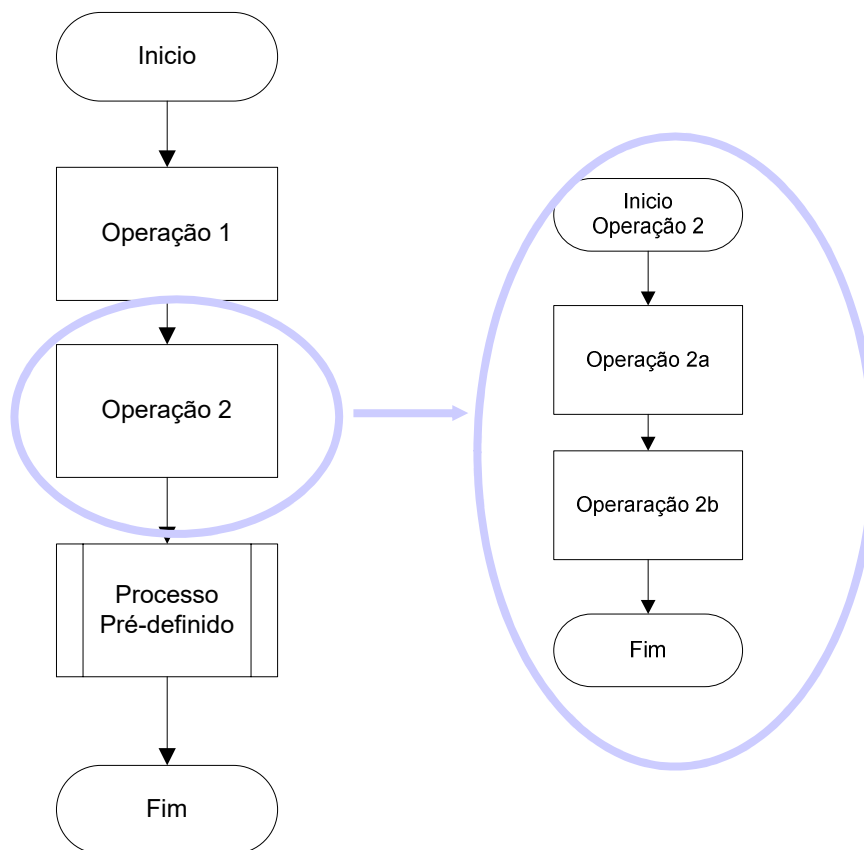 Inicio
Operação 1
Operação 2
Processo
Pré-definido
Fim
Inicio
Operação 2
Operação 2a
Operaração 2b
Fim